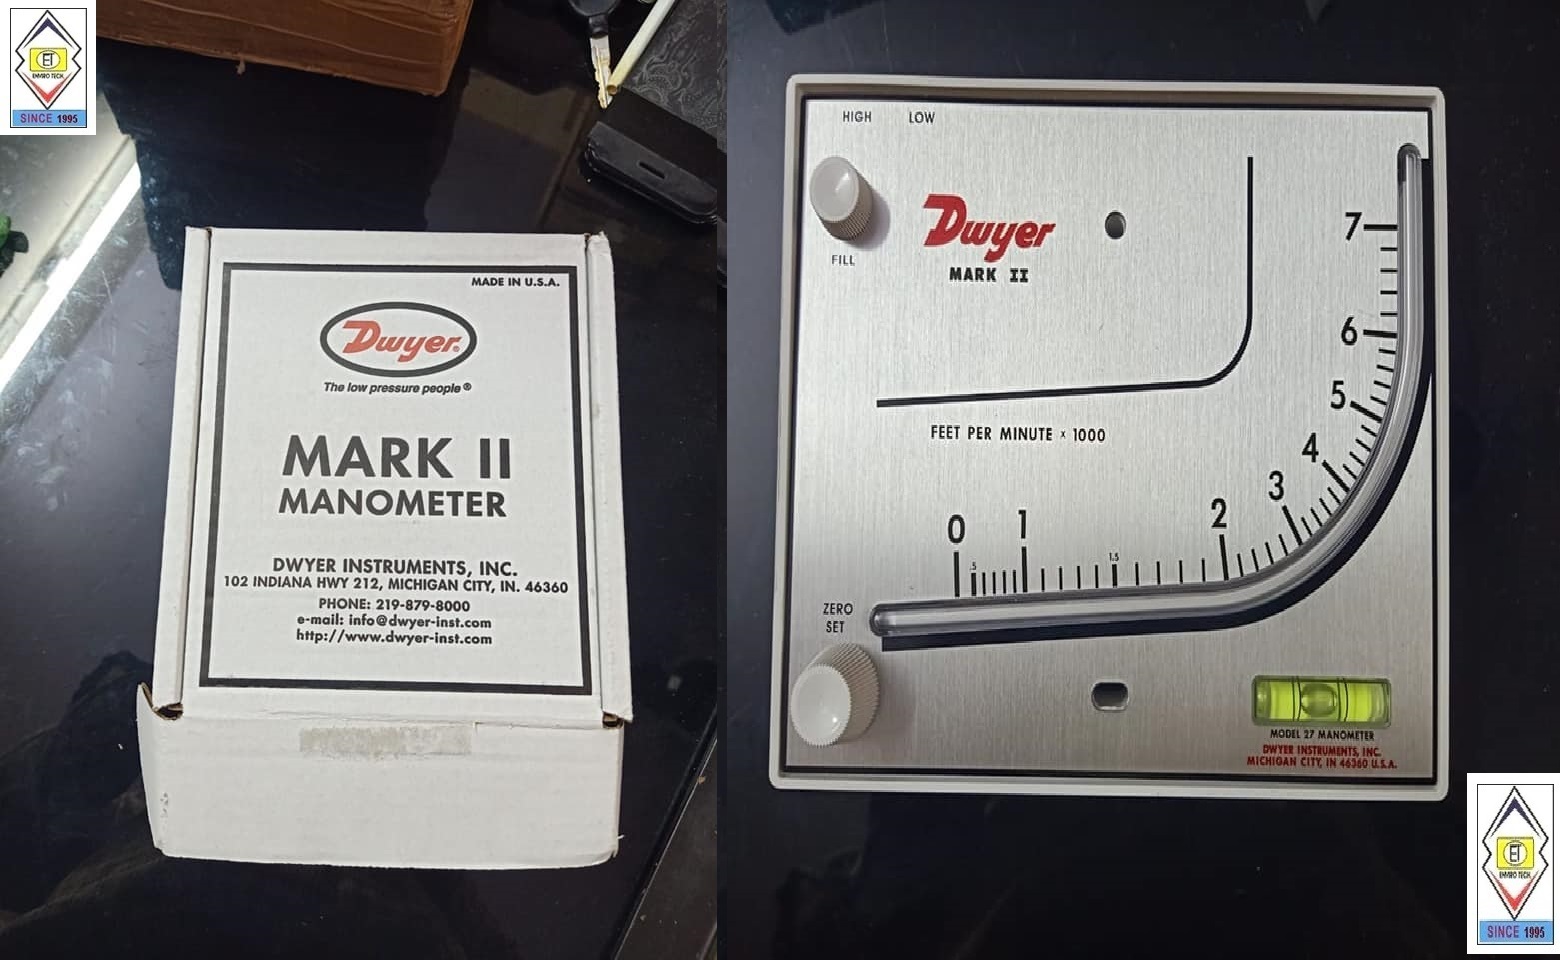 ET
ENVIRO TECH
SINCE 1995
MADE IN U.S.A.
Dwyer®
The low pressure people®
MARK II
MANOMETER
DWYER INSTRUMENTS, INC.
102 INDIANA HWY 212, MICHIGAN CITY, IN. 46360
PHONE: 219-879-8000
e-mail: info@dwyer-inst.com
http://www.dwyer-inst.com
HIGH LOW
Dwyer
MARK II
FILL
7
6
5
4
3
FEET PER MINUTE x 1000
0 .5 1 1.5 2
ZERO
SET
MODEL 27 MANOMETER
DWYER INSTRUMENTS, INC.
MICHIGAN CITY, IN 46360 U.S.A.
ET
ENVIRO TECH
SINCE 1995